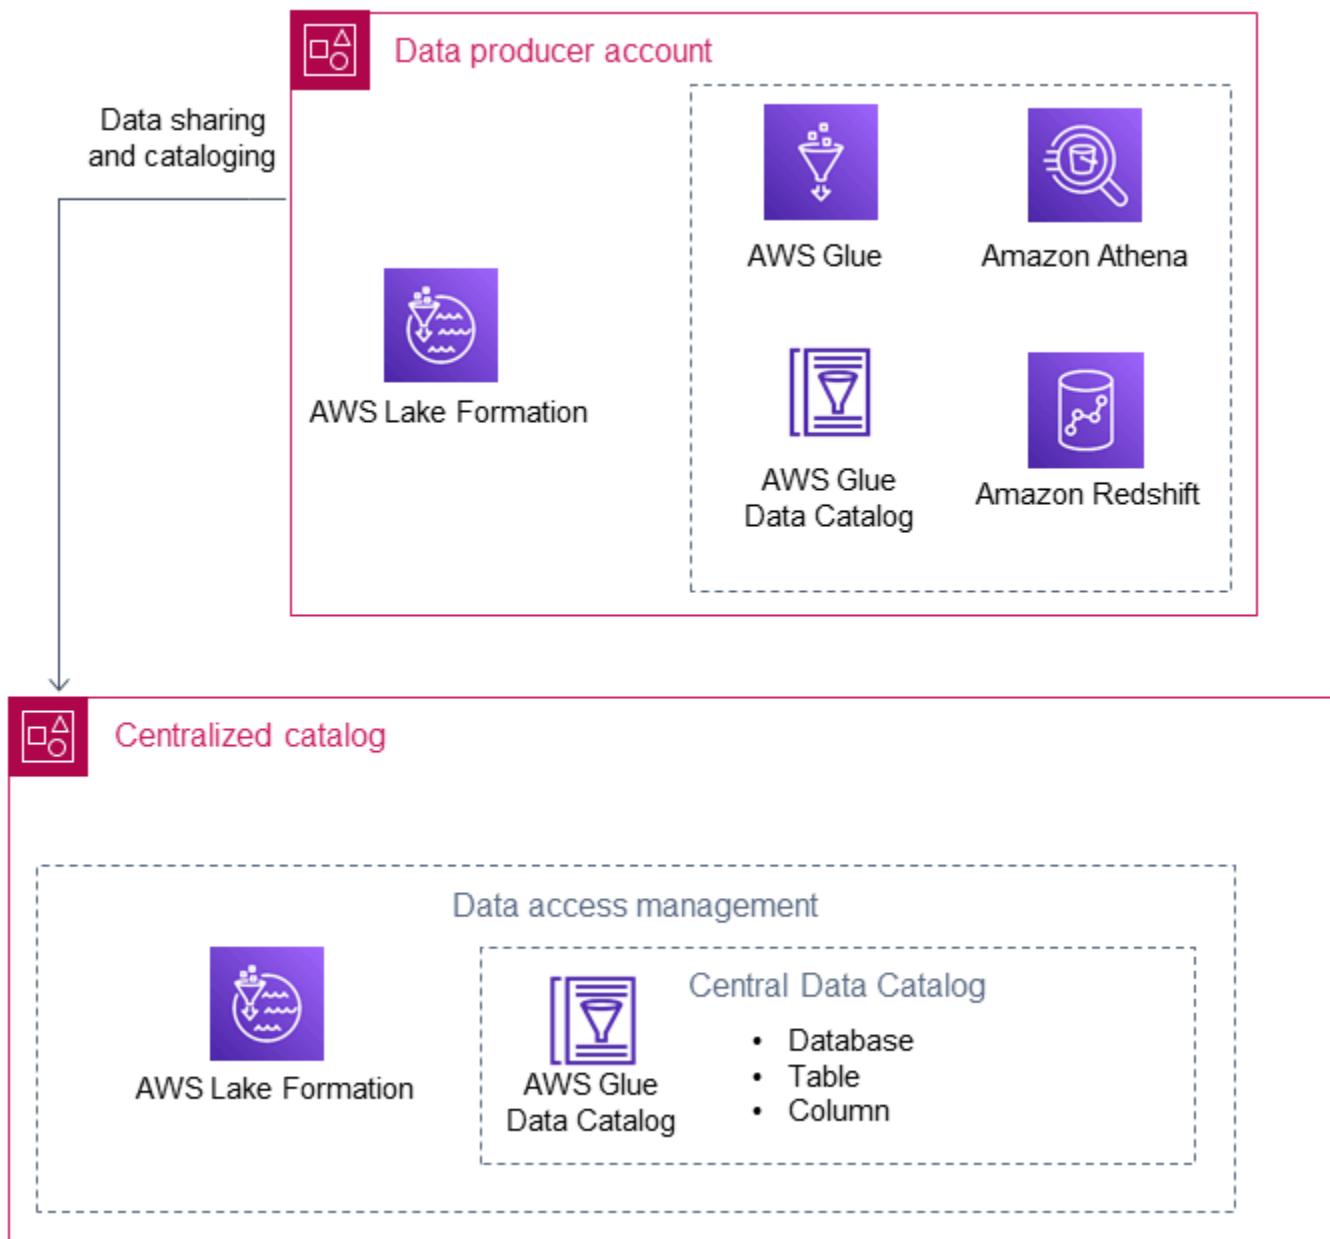 Data producer account
Data sharing
and cataloging
AWS Glue
Amazon Athena
AWS Lake Formation
AWS Glue
Data Catalog
Amazon Redshift
Centralized catalog
Data access management
Central Data Catalog
• Database
• Table
• Column
AWS Lake Formation
AWS Glue
Data Catalog